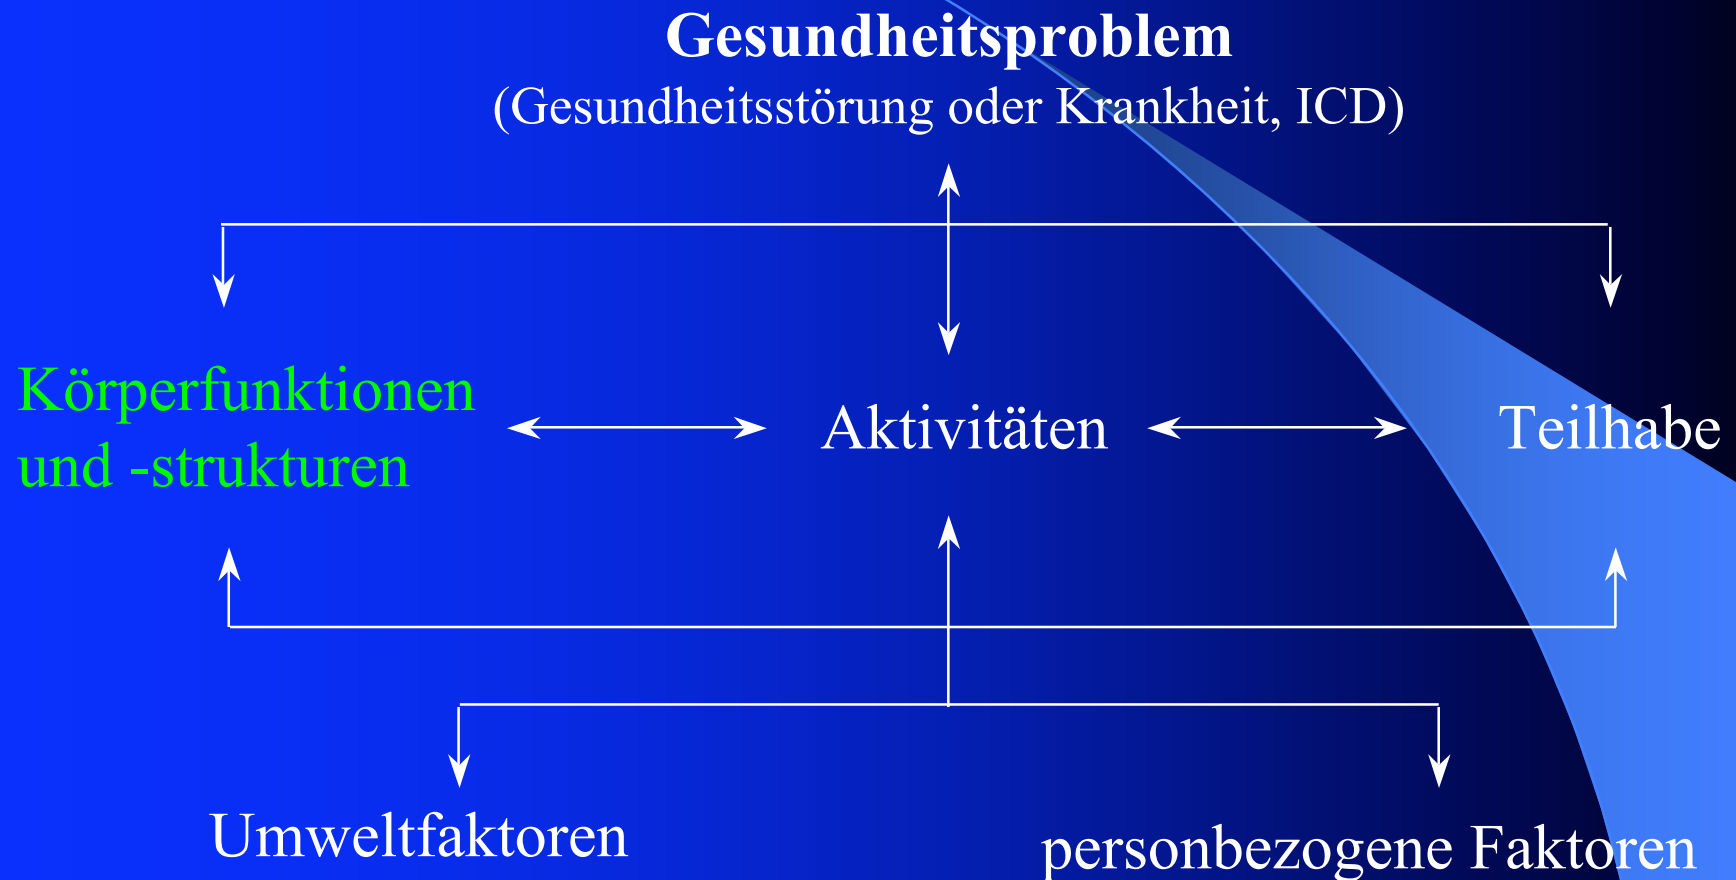 Gesundheitsproblem
(Gesundheitsstörung oder Krankheit, ICD)
Körperfunktionen
und -strukturen
Aktivitäten
Teilhabe
Umweltfaktoren
personbezogene Faktoren